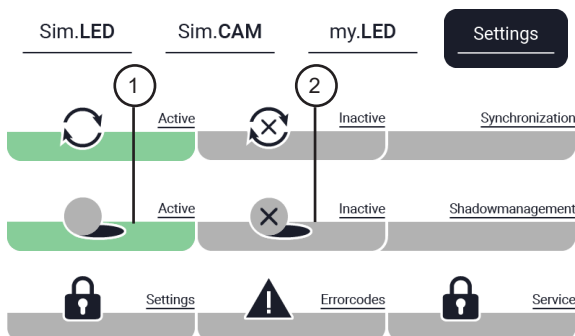 Sim.LED Sim.CAM my.LED Settings
1 2
Active Inactive Synchronization
Active Inactive Shadowmanagement
Settings Errorcodes Service